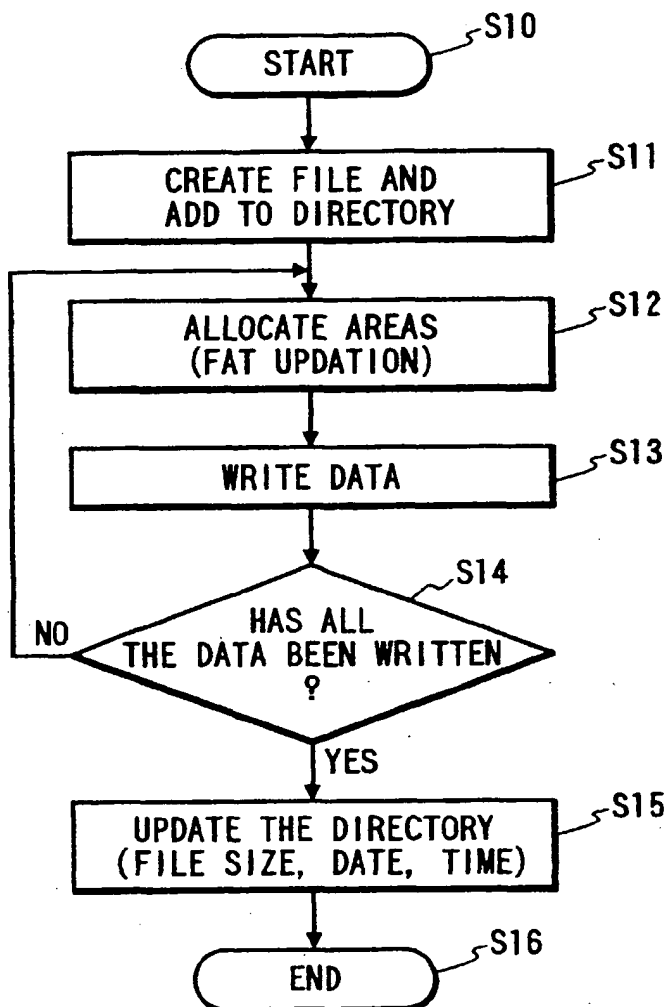 START
S10
CREATE FILE AND
ADD TO DIRECTORY
S11
ALLOCATE AREAS
(FAT UPDATION)
S12
WRITE DATA
S13
S14
HAS ALL
THE DATA BEEN WRITTEN
?
NO
YES
UPDATE THE DIRECTORY
(FILE SIZE, DATE, TIME)
S15
END
S16